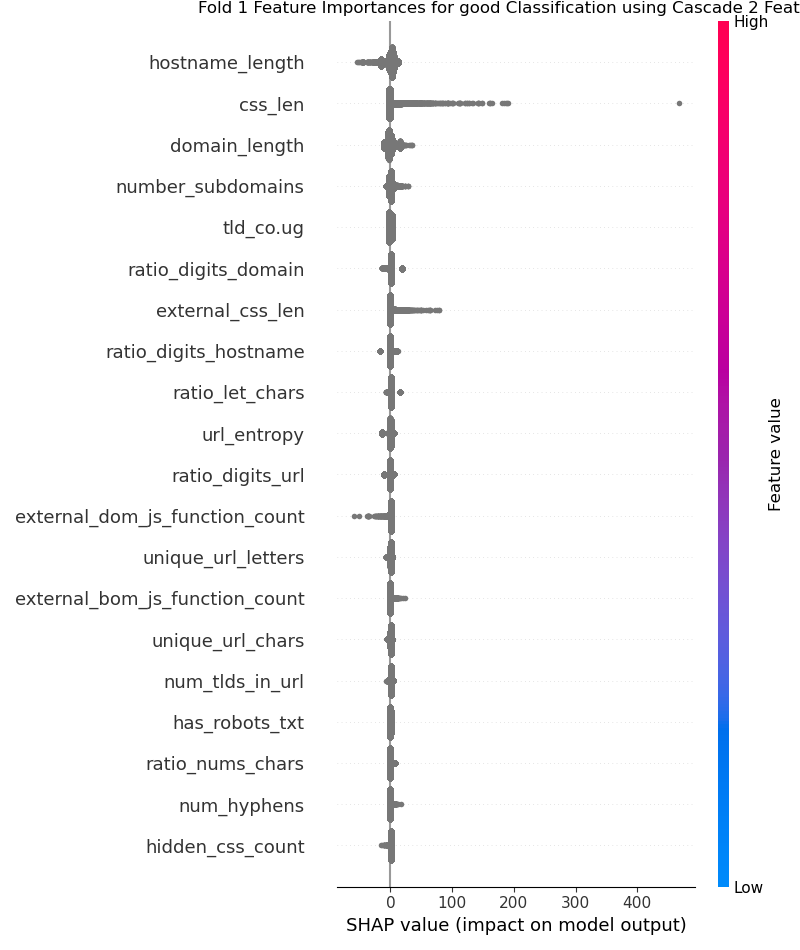 Fold 1 Feature Importances for good Classification using Cascade 2 Feat
High
hostname_length
css_len
domain_length
number_subdomains
tld_co.ug
ratio_digits_domain
external_css_len
ratio_digits_hostname
ratio_let_chars
url_entropy
ratio_digits_url
external_dom_js_function_count
unique_url_letters
external_bom_js_function_count
unique_url_chars
num_tlds_in_url
has_robots_txt
ratio_nums_chars
num_hyphens
hidden_css_count
Feature value
Low
0 100 200 300 400
SHAP value (impact on model output)